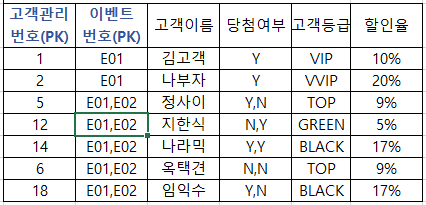 고객관리 이벤트 고객이름 당첨여부 고객등급 할인율
번호(PK) 번호(PK)
1 E01 김고객 Y VIP 10%
2 E01 나부자 Y VVIP 20%
5 E01,E02 정사이 Y,N TOP 9%
12 E01,E02 지한식 N,Y GREEN 5%
14 E01,E02 나라믹 Y,Y BLACK 17%
6 E01,E02 옥택견 N,N TOP 9%
18 E01,E02 임익수 Y,N BLACK 17%